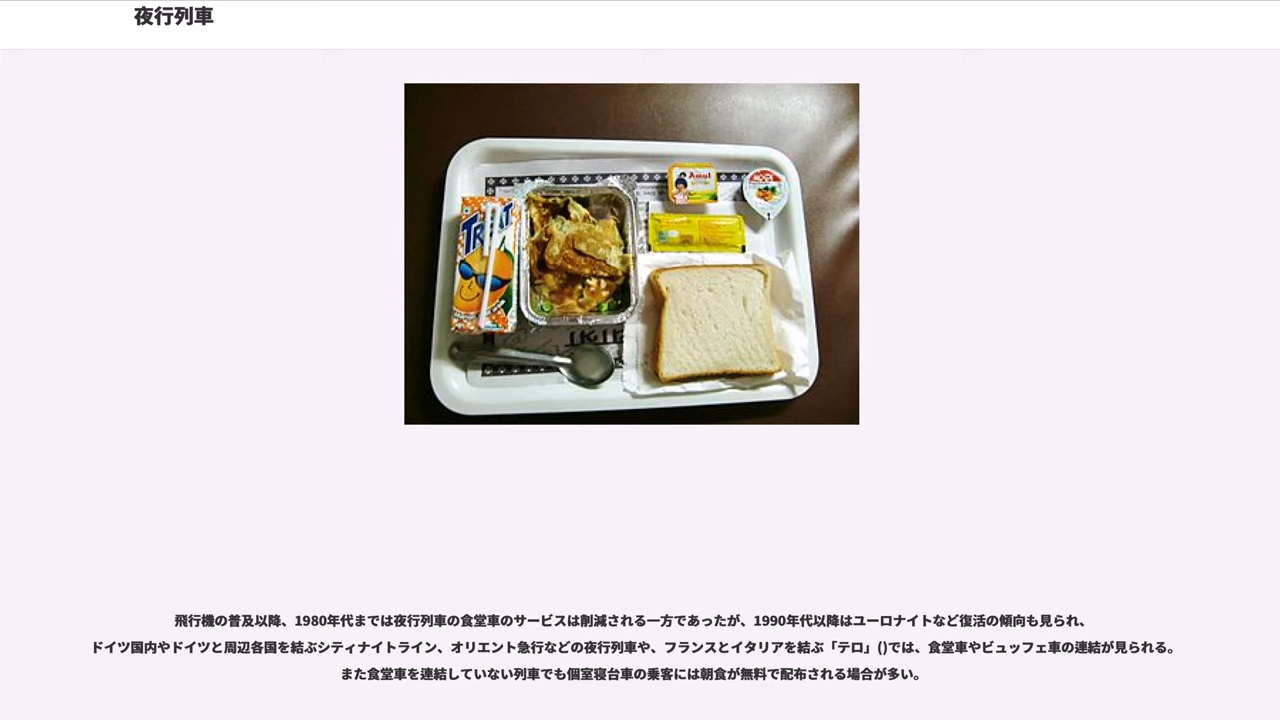 夜行列車
TREAT
Amul
飛行機の普及以降、1980年代までは夜行列車の食堂車のサービスは削減される一方であったが、1990年代以降はユーロナイトなど復活の傾向も見られ、
ドイツ国内やドイツと周辺各国を結ぶシティナイトライン、オリエント急行などの夜行列車や、フランスとイタリアを結ぶ「テロ」()では、食堂車やビュッフェ車の連結が見られる。
また食堂車を連結していない列車でも個室寝台車の乗客には朝食が無料で配布される場合が多い。